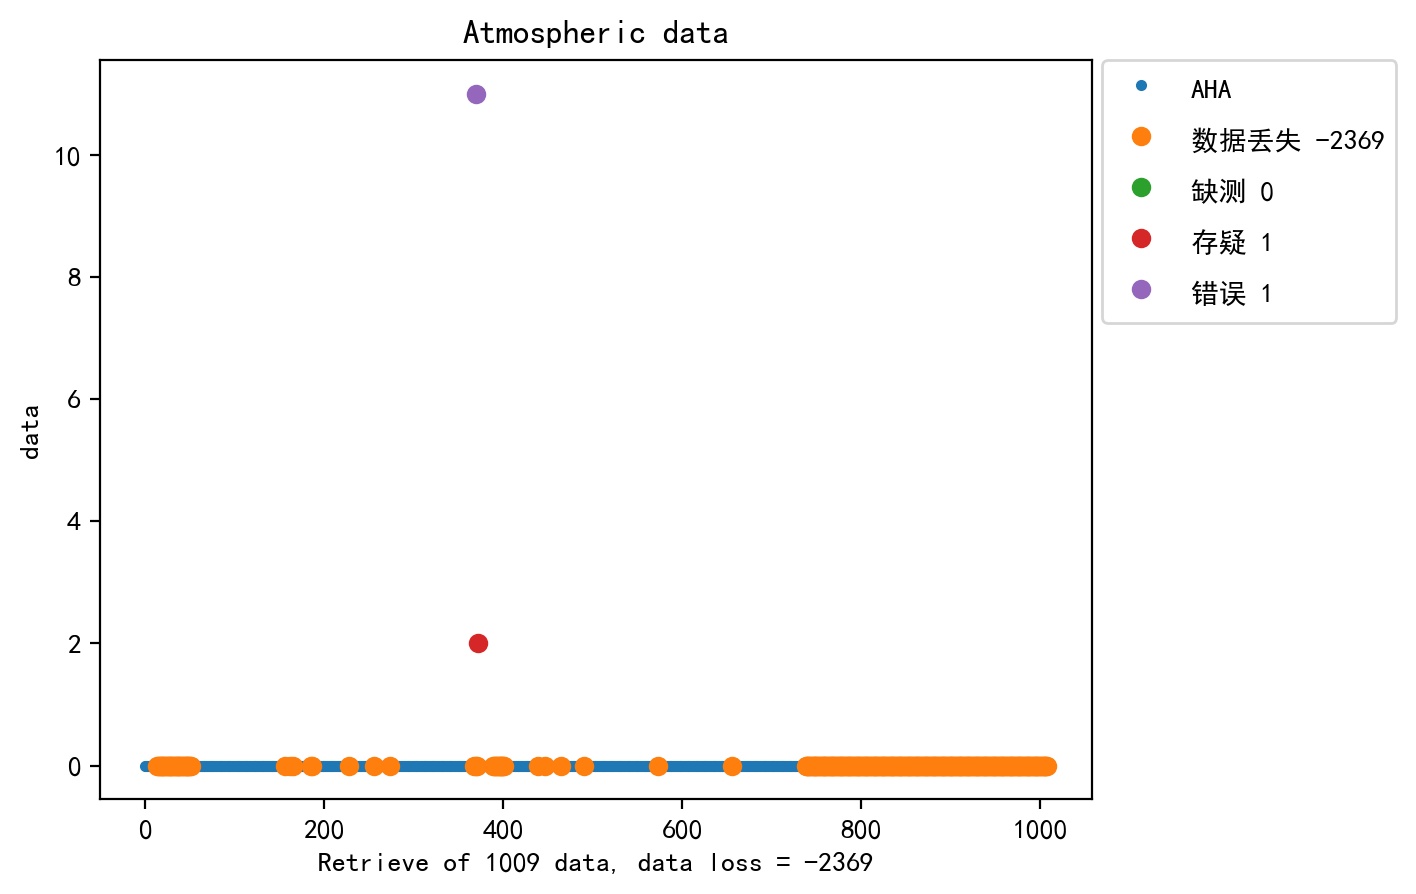 Atmospheric data
AHA
数据丢失 -2369
缺测 0
存疑 1
错误 1
data
10
8
6
4
2
0
0 200 400 600 800 1000
Retrieve of 1009 data, data loss = -2369